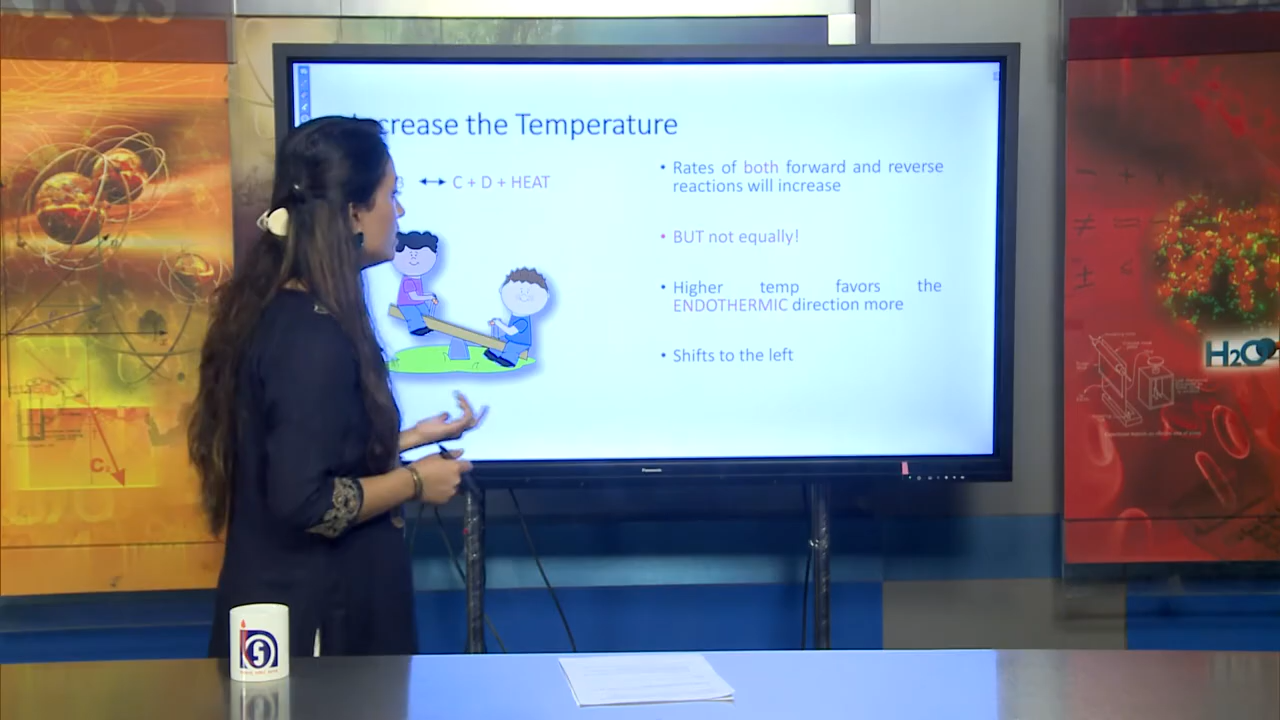 crease the Temperature
C + D + HEAT
• Rates of both forward and reverse
reactions will increase
• BUT not equally!
• Higher temp favors the
ENDOTHERMIC direction more
• Shifts to the left
Panasonic
H2O
C2